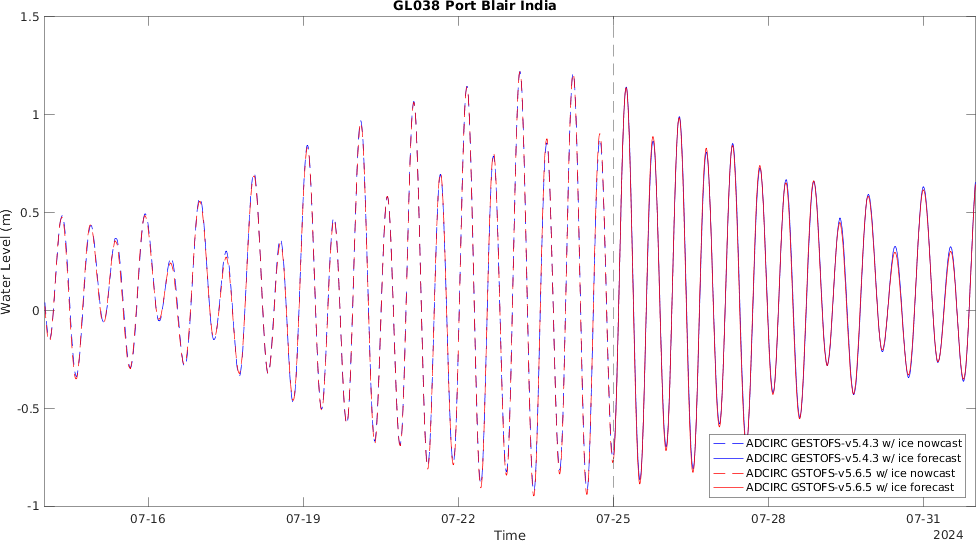 GL038 Port Blair India
1.5
1
0.5
0
-0.5
-1
Water Level (m)
07-16 07-19 07-22 07-25 07-28 07-31
Time
2024
ADCIRC GESTOFS-v5.4.3 w/ ice nowcast
ADCIRC GESTOFS-v5.4.3 w/ ice forecast
ADCIRC GSTOFS-v5.6.5 w/ ice nowcast
ADCIRC GSTOFS-v5.6.5 w/ ice forecast